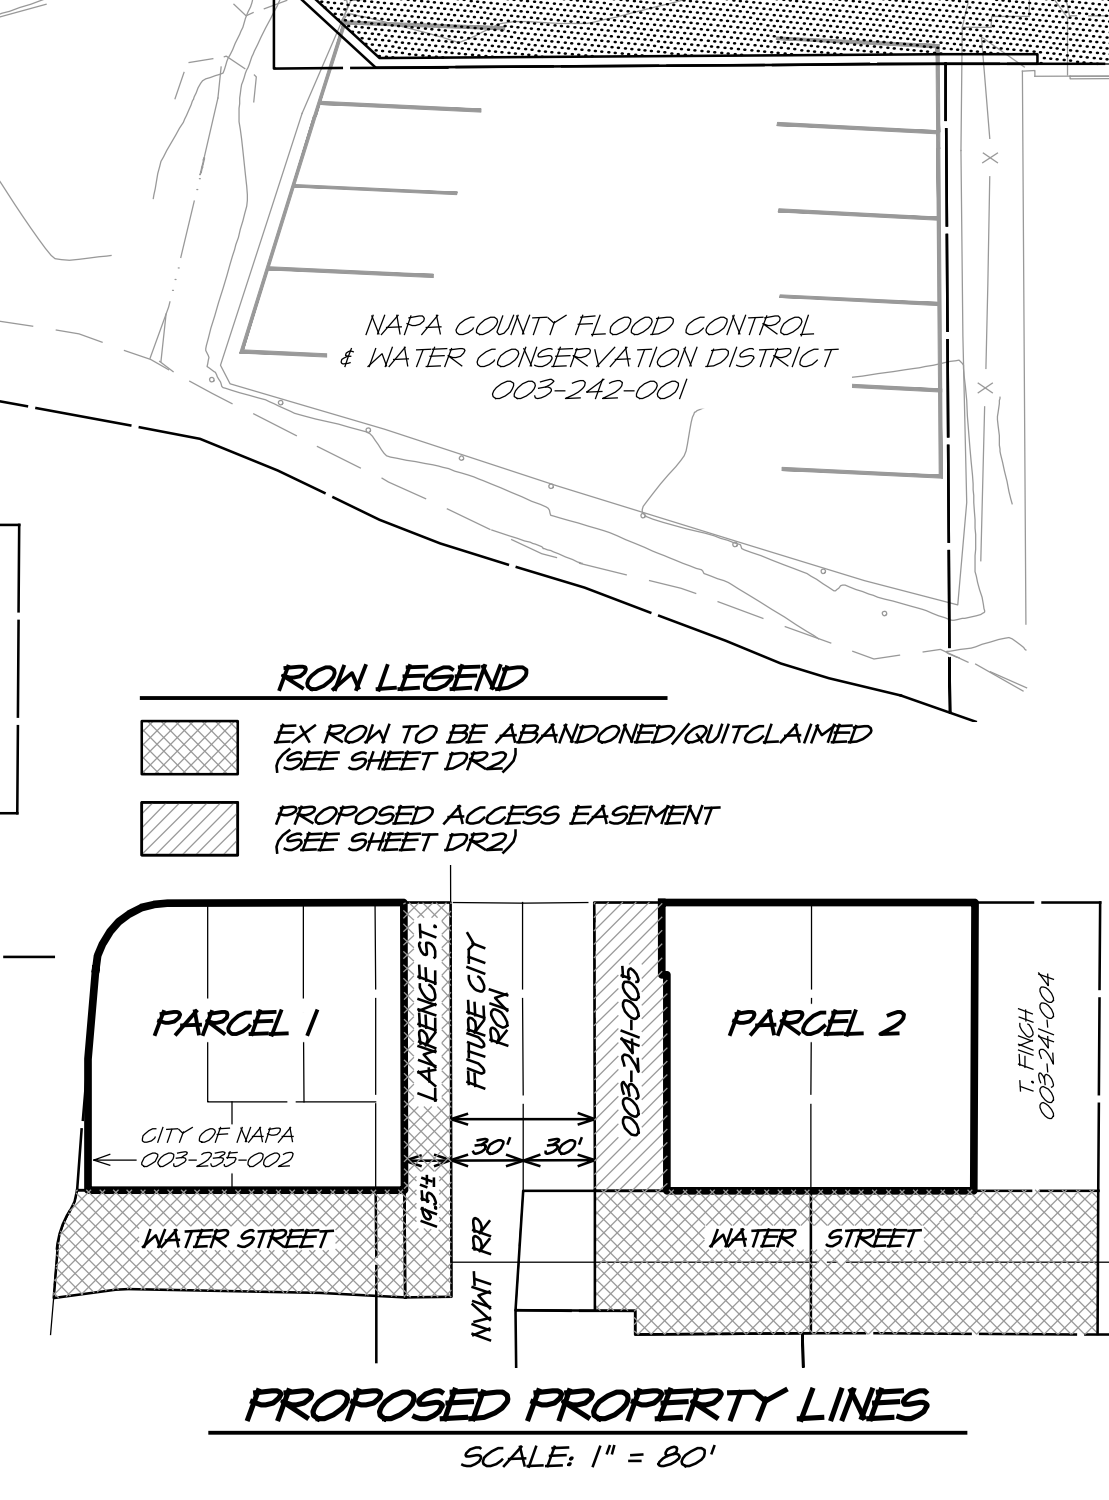 NAPA COUNTY FLOOD CONTROL
& WATER CONSERVATION DISTRICT
003-242-001
ROW LEGEND
EX ROW TO BE ABANDONED/QUITCLAIMED
(SEE SHEET DR2)
PROPOSED ACCESS EASEMENT
(SEE SHEET DR2)
PARCEL 1
LAWRENCE ST.
FUTURE CITY
ROW
003-241-005
PARCEL 2
T. FINCH
003-241-004
CITY OF NAPA
003-235-002
30'
30'
19.5'±
WATER STREET
NVWT RR
WATER STREET
PROPOSED PROPERTY LINES
SCALE: 1" = 80'